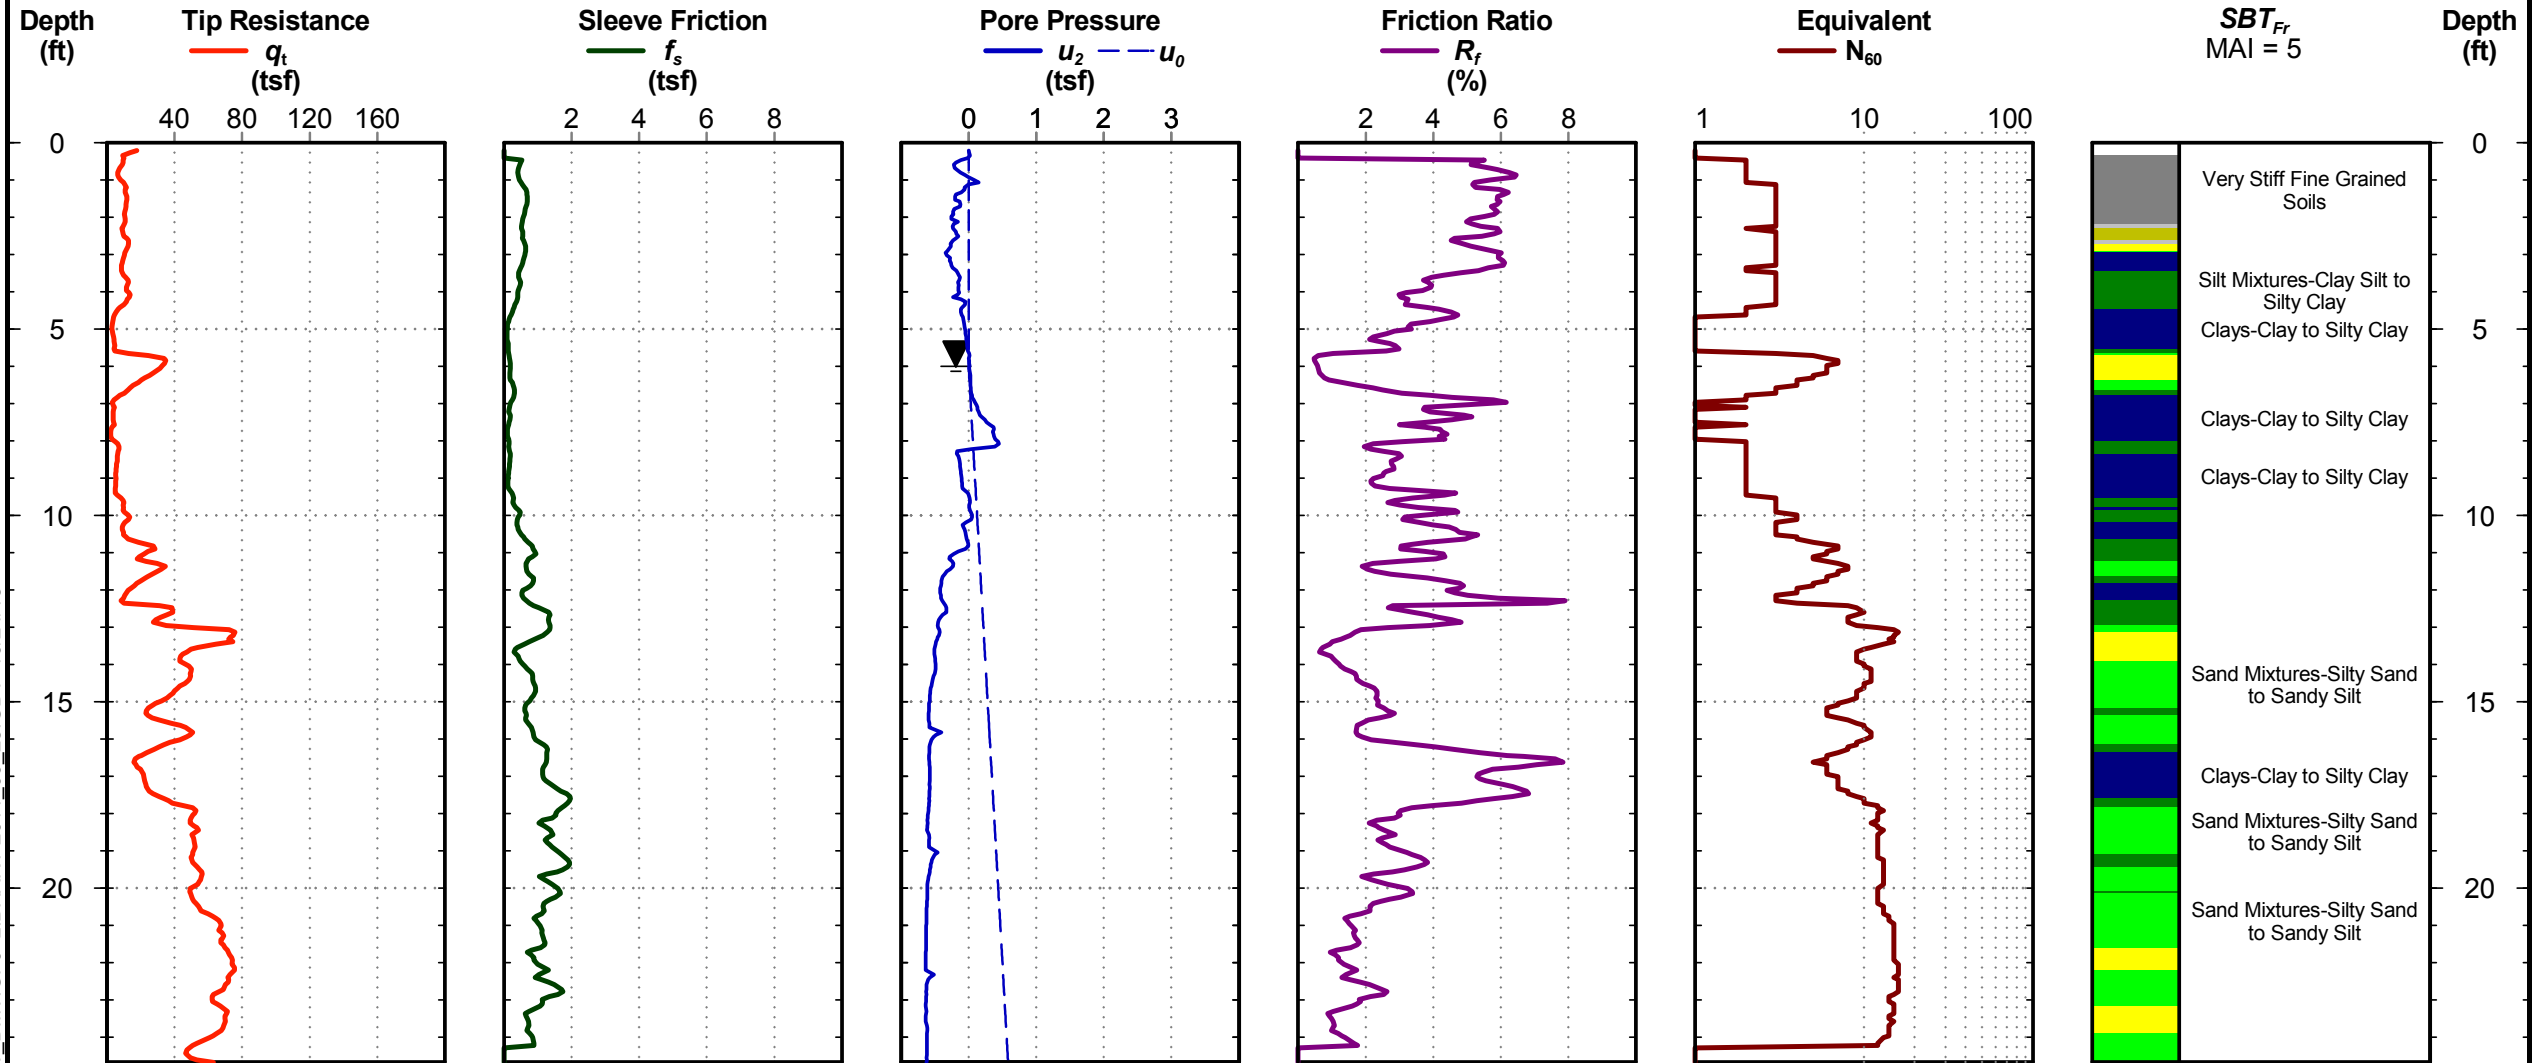 Depth
(ft)
Tip Resistance
qt
(tsf)
Sleeve Friction
fs
(tsf)
Pore Pressure
u2 u0
(tsf)
Friction Ratio
Rf
(%)
Equivalent
N60
SBTFr
MAI = 5
Depth
(ft)
40 80 120 160
2 4 6 8
0 1 2 3
2 4 6 8
1 10 100
0
5
10
15
20
Very Stiff Fine Grained
Soils
Silt Mixtures-Clay Silt to
Silty Clay
Clays-Clay to Silty Clay
Clays-Clay to Silty Clay
Clays-Clay to Silty Clay
Sand Mixtures-Silty Sand
to Sandy Silt
Clays-Clay to Silty Clay
Sand Mixtures-Silty Sand
to Sandy Silt
Sand Mixtures-Silty Sand
to Sandy Silt
0
5
10
15
20